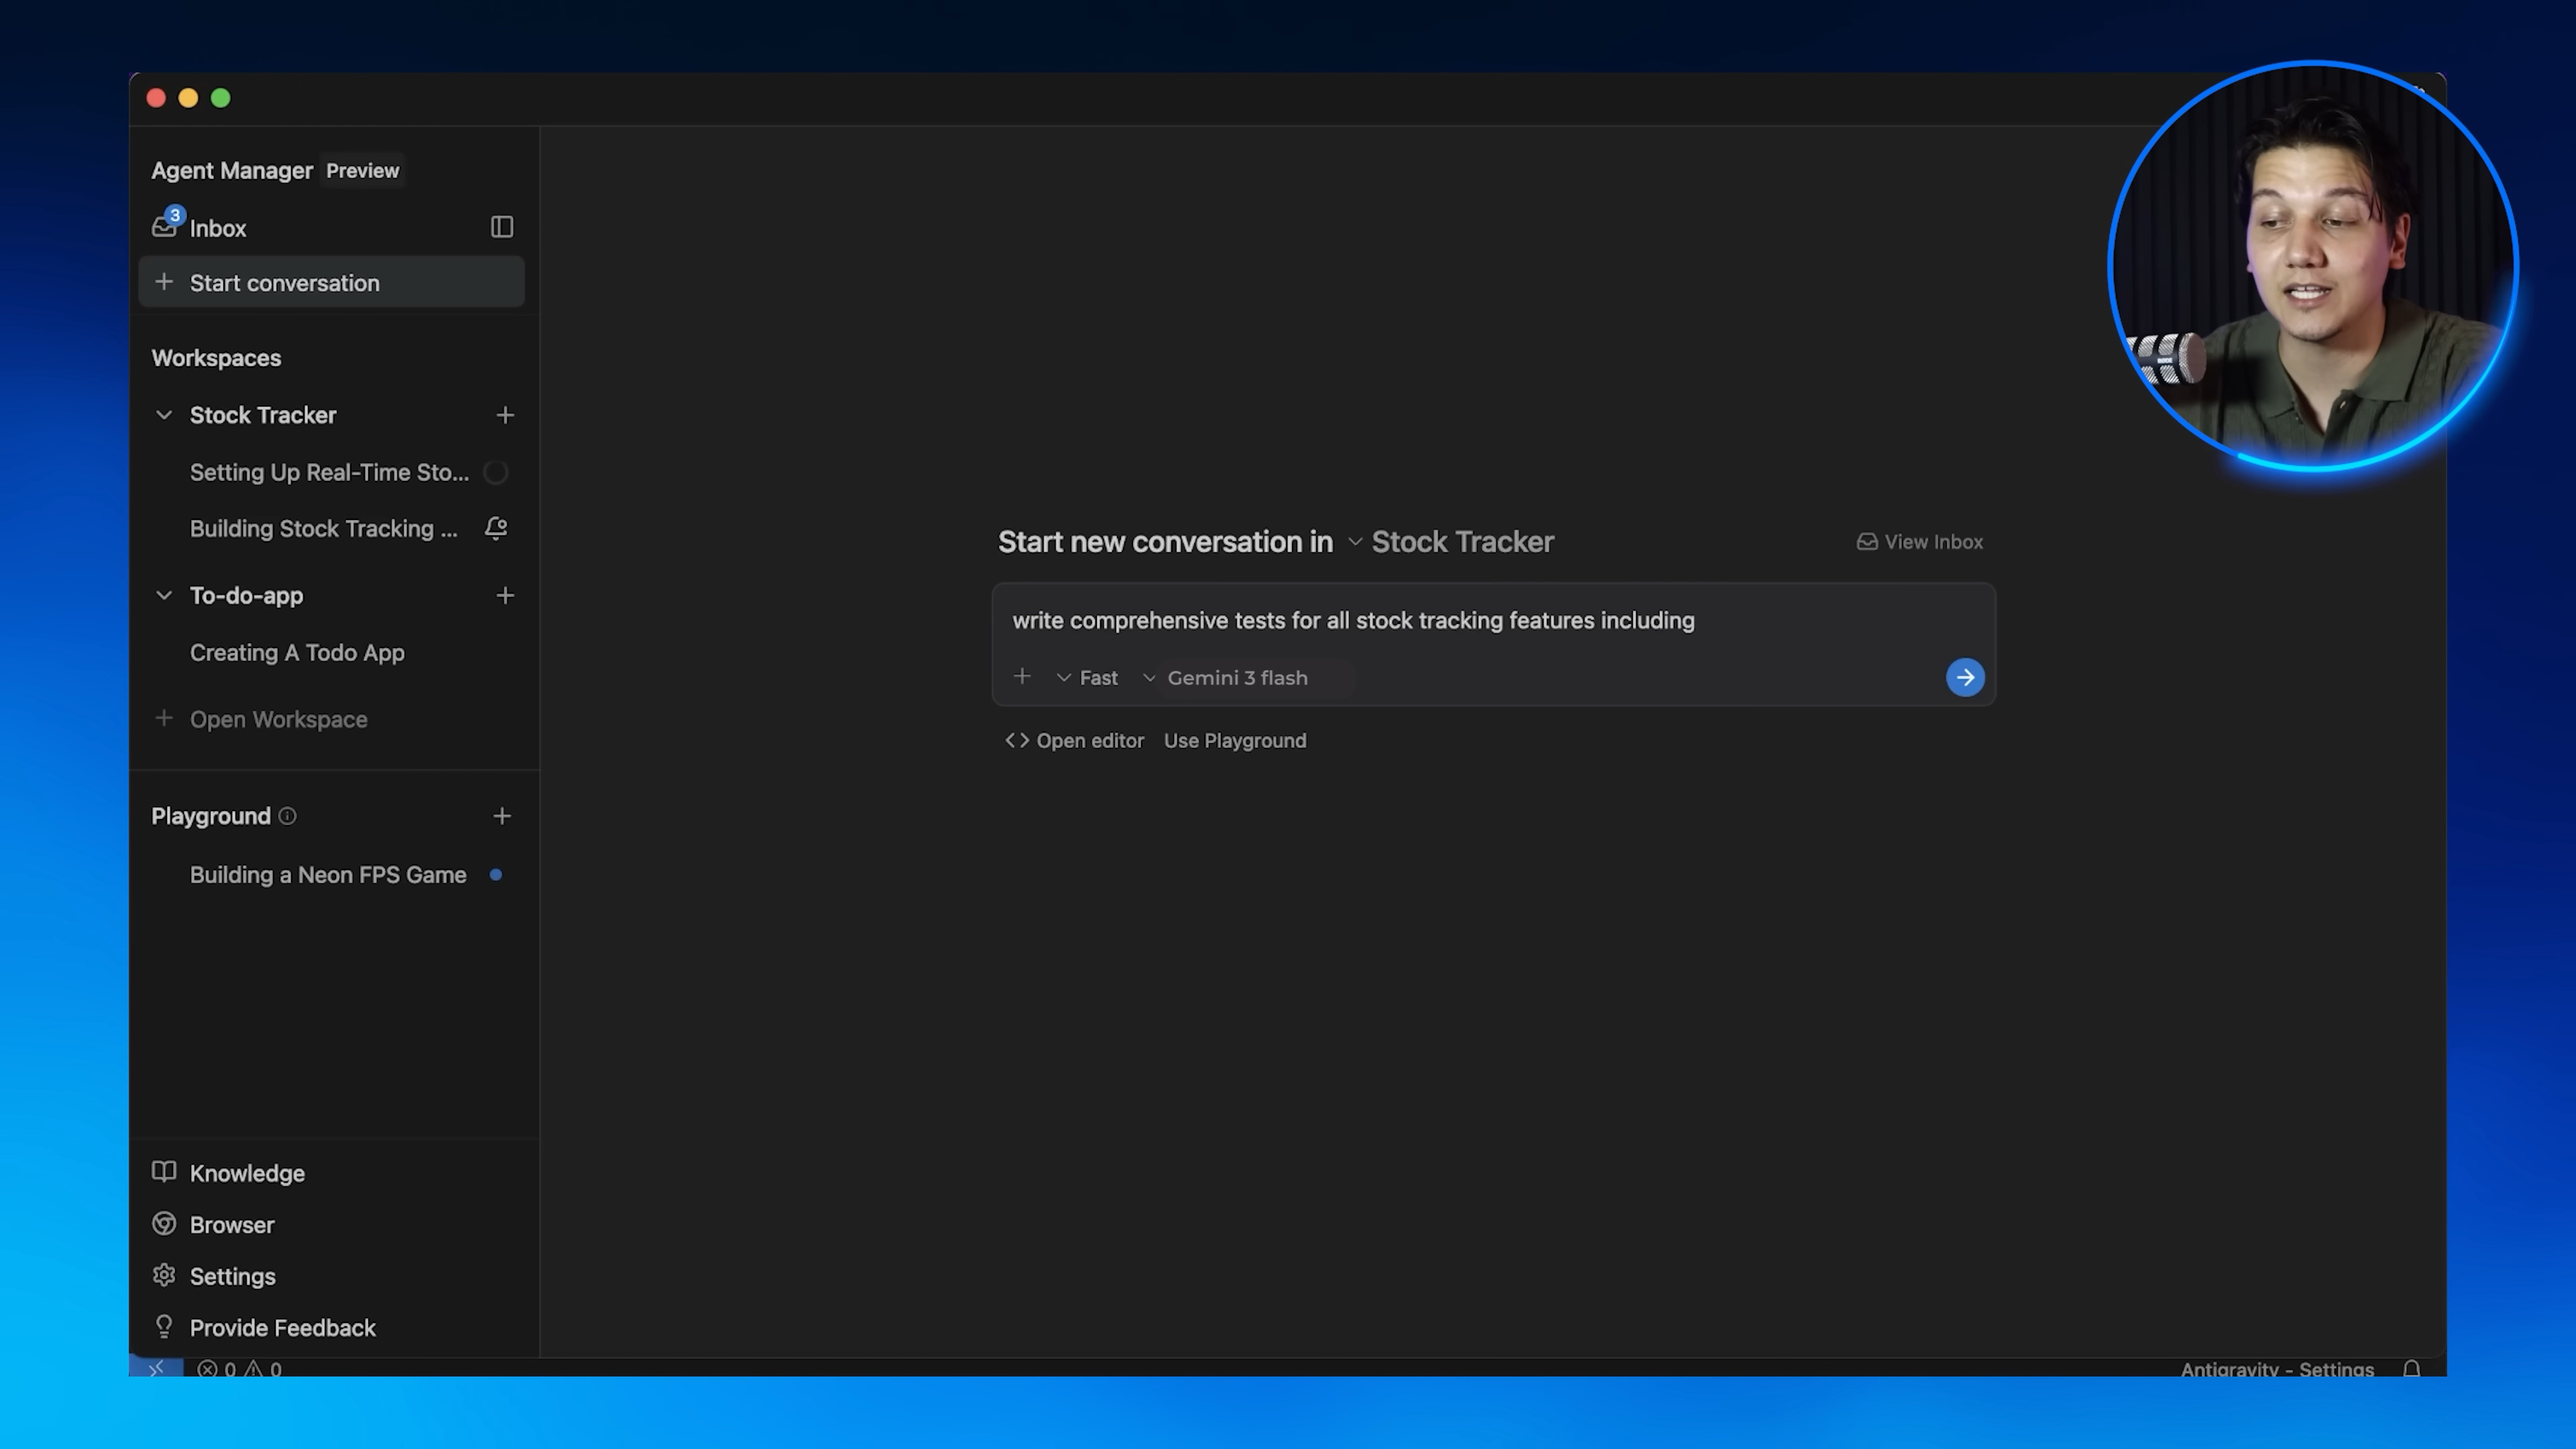 Agent Manager Preview
3
Inbox
Start conversation
Workspaces
Stock Tracker
Setting Up Real-Time Sto...
Building Stock Tracking ...
To-do-app
Creating A Todo App
Open Workspace
Playground
Building a Neon FPS Game
Knowledge
Browser
Settings
Provide Feedback
0 0
Start new conversation in Stock Tracker
View Inbox
write comprehensive tests for all stock tracking features including
Fast Gemini 3 flash
Open editor Use Playground
Antigravity - Settings